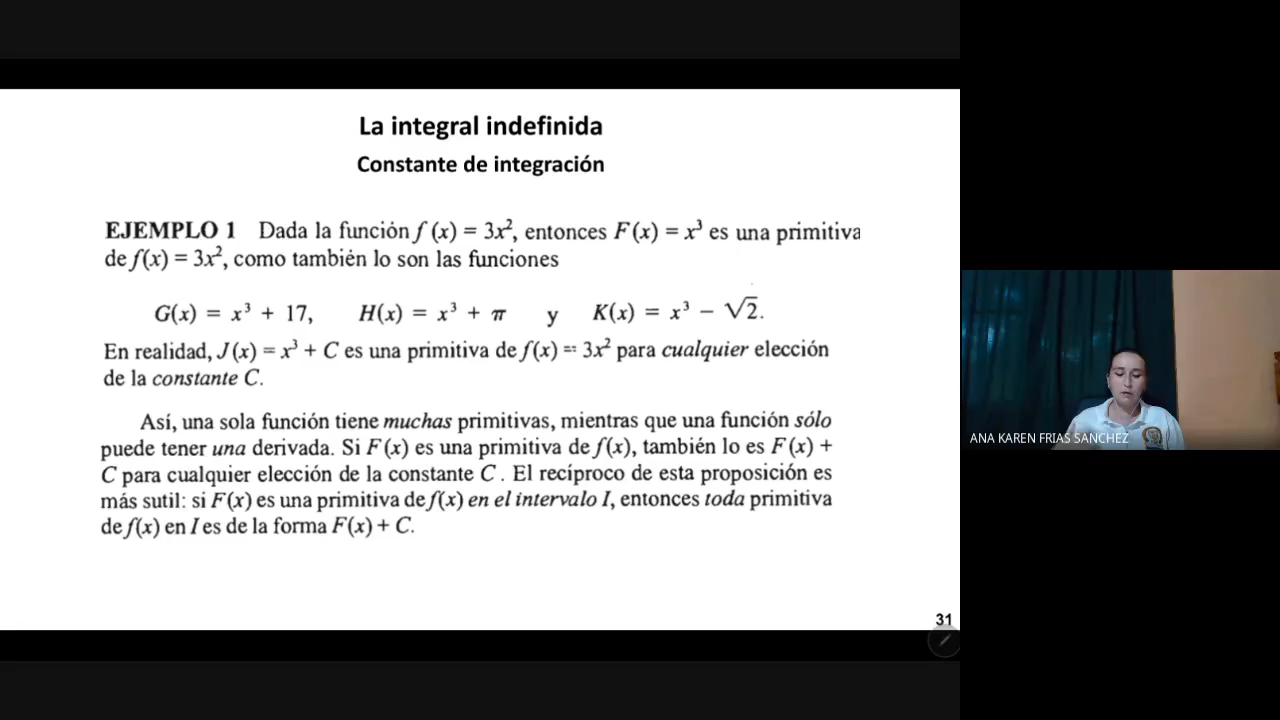 La integral indefinida
Constante de integración
EJEMPLO 1 Dada la función f (x) = 3x², entonces F(x) = x³ es una primitiva
de f(x) = 3x², como también lo son las funciones
G(x) = x³ + 17, H(x) = x³ + π y K(x) = x³ − √2.
En realidad, J(x) = x³ + C es una primitiva de f(x) = 3x² para cualquier elección
de la constante C.
Así, una sola función tiene muchas primitivas, mientras que una función sólo
puede tener una derivada. Si F(x) es una primitiva de f(x), también lo es F(x) +
C para cualquier elección de la constante C . El recíproco de esta proposición es
más sutil: si F(x) es una primitiva de f(x) en el intervalo I, entonces toda primitiva
de f(x) en I es de la forma F(x) + C.
31
ANA KAREN FRIAS SANCHEZ